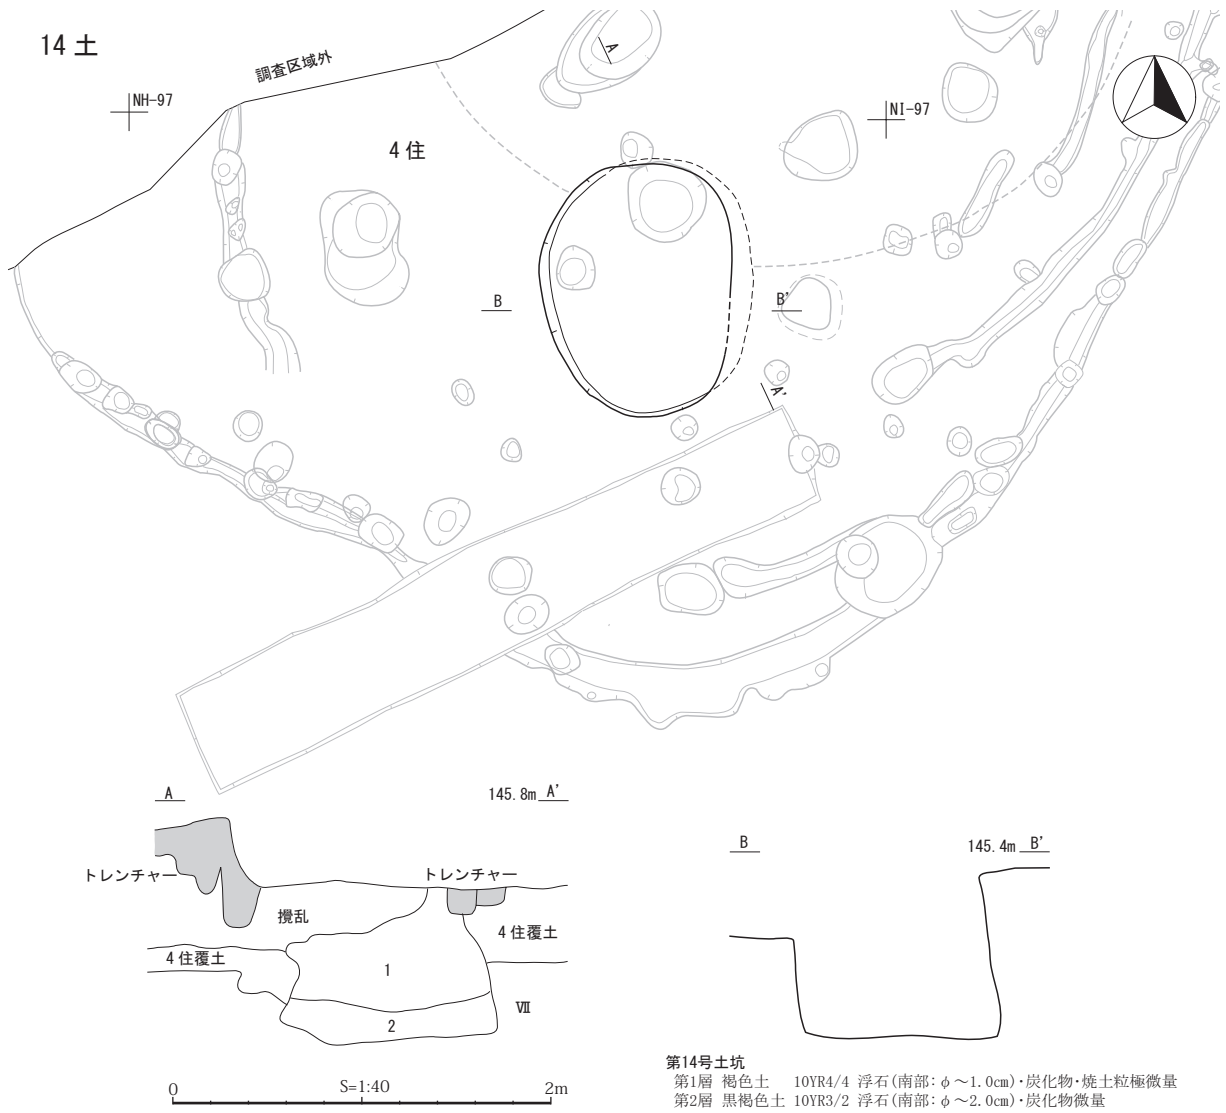 14 土
調査区域外
NH-97
NI-97
4 住
A
B
B'
A'
A
145.8m A'
B
145.4m B'
トレンチャー
トレンチャー
攪乱
4 住覆土
4 住覆土
1
2
Ⅶ
0
S=1:40
2m
第14号土坑
第1層 褐色土 10YR4/4 浮石(南部:φ～1.0cm)・炭化物・焼土粒極微量
第2層 黒褐色土 10YR3/2 浮石(南部:φ～2.0cm)・炭化物微量